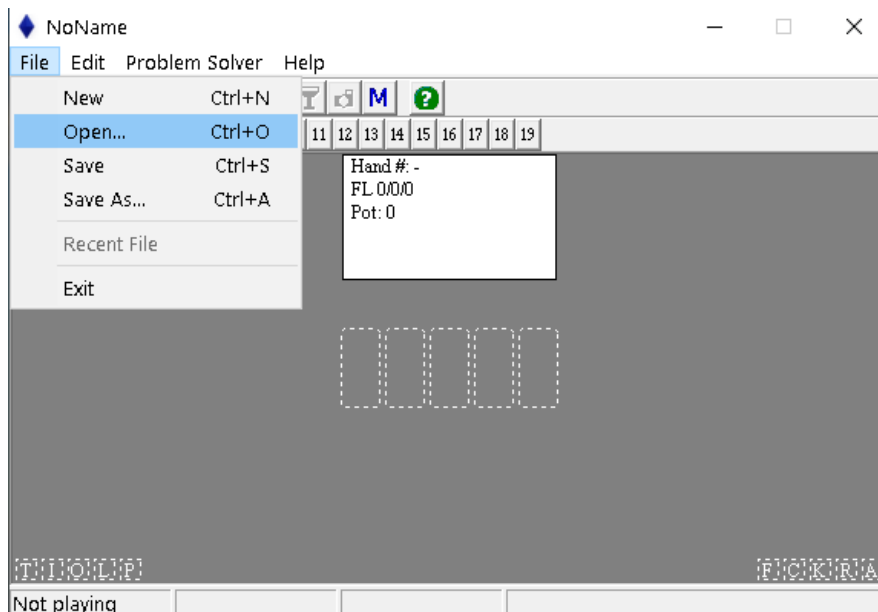 NoName
File Edit Problem Solver Help
New Ctrl+N
Open... Ctrl+O
Save Ctrl+S
Save As... Ctrl+A
Recent File
Exit
M ?
11 12 13 14 15 16 17 18 19
Hand #: -
FL 0/0/0
Pot: 0
T I O L P
F C K R A
Not playing